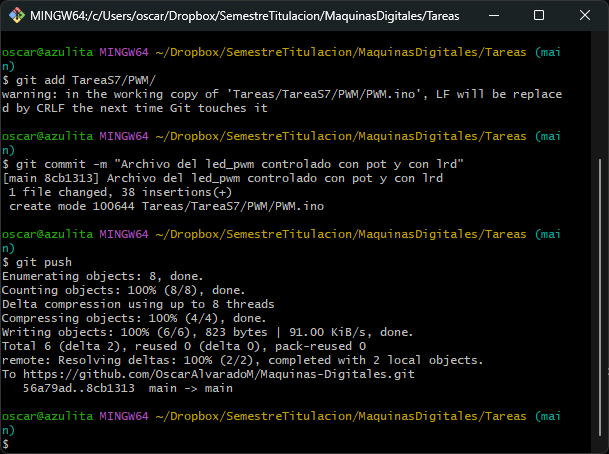 MINGW64:/c/Users/oscar/Dropbox/SemestreTitulacion/MaquinasDigitales/Tareas
oscar@azulita MINGW64 ~/Dropbox/SemestreTitulacion/MaquinasDigitales/Tareas (mai
n)
$ git add TareaS7/PWM/
warning: in the working copy of 'Tareas/TareaS7/PWM/PWM.ino', LF will be replace
d by CRLF the next time Git touches it
oscar@azulita MINGW64 ~/Dropbox/SemestreTitulacion/MaquinasDigitales/Tareas (mai
n)
$ git commit -m "Archivo del led_pwm controlado con pot y con lrd"
[main 8cb1313] Archivo del led_pwm controlado con pot y con lrd
1 file changed, 38 insertions(+)
create mode 100644 Tareas/TareaS7/PWM/PWM.ino
oscar@azulita MINGW64 ~/Dropbox/SemestreTitulacion/MaquinasDigitales/Tareas (mai
n)
$ git push
Enumerating objects: 8, done.
Counting objects: 100% (8/8), done.
Delta compression using up to 8 threads
Compressing objects: 100% (4/4), done.
Writing objects: 100% (6/6), 823 bytes | 91.00 KiB/s, done.
Total 6 (delta 2), reused 0 (delta 0), pack-reused 0
remote: Resolving deltas: 100% (2/2), completed with 2 local objects.
To https://github.com/OscarAlvaradoM/Maquinas-Digitales.git
56a79ad..8cb1313  main -> main
oscar@azulita MINGW64 ~/Dropbox/SemestreTitulacion/MaquinasDigitales/Tareas (mai
n)
$